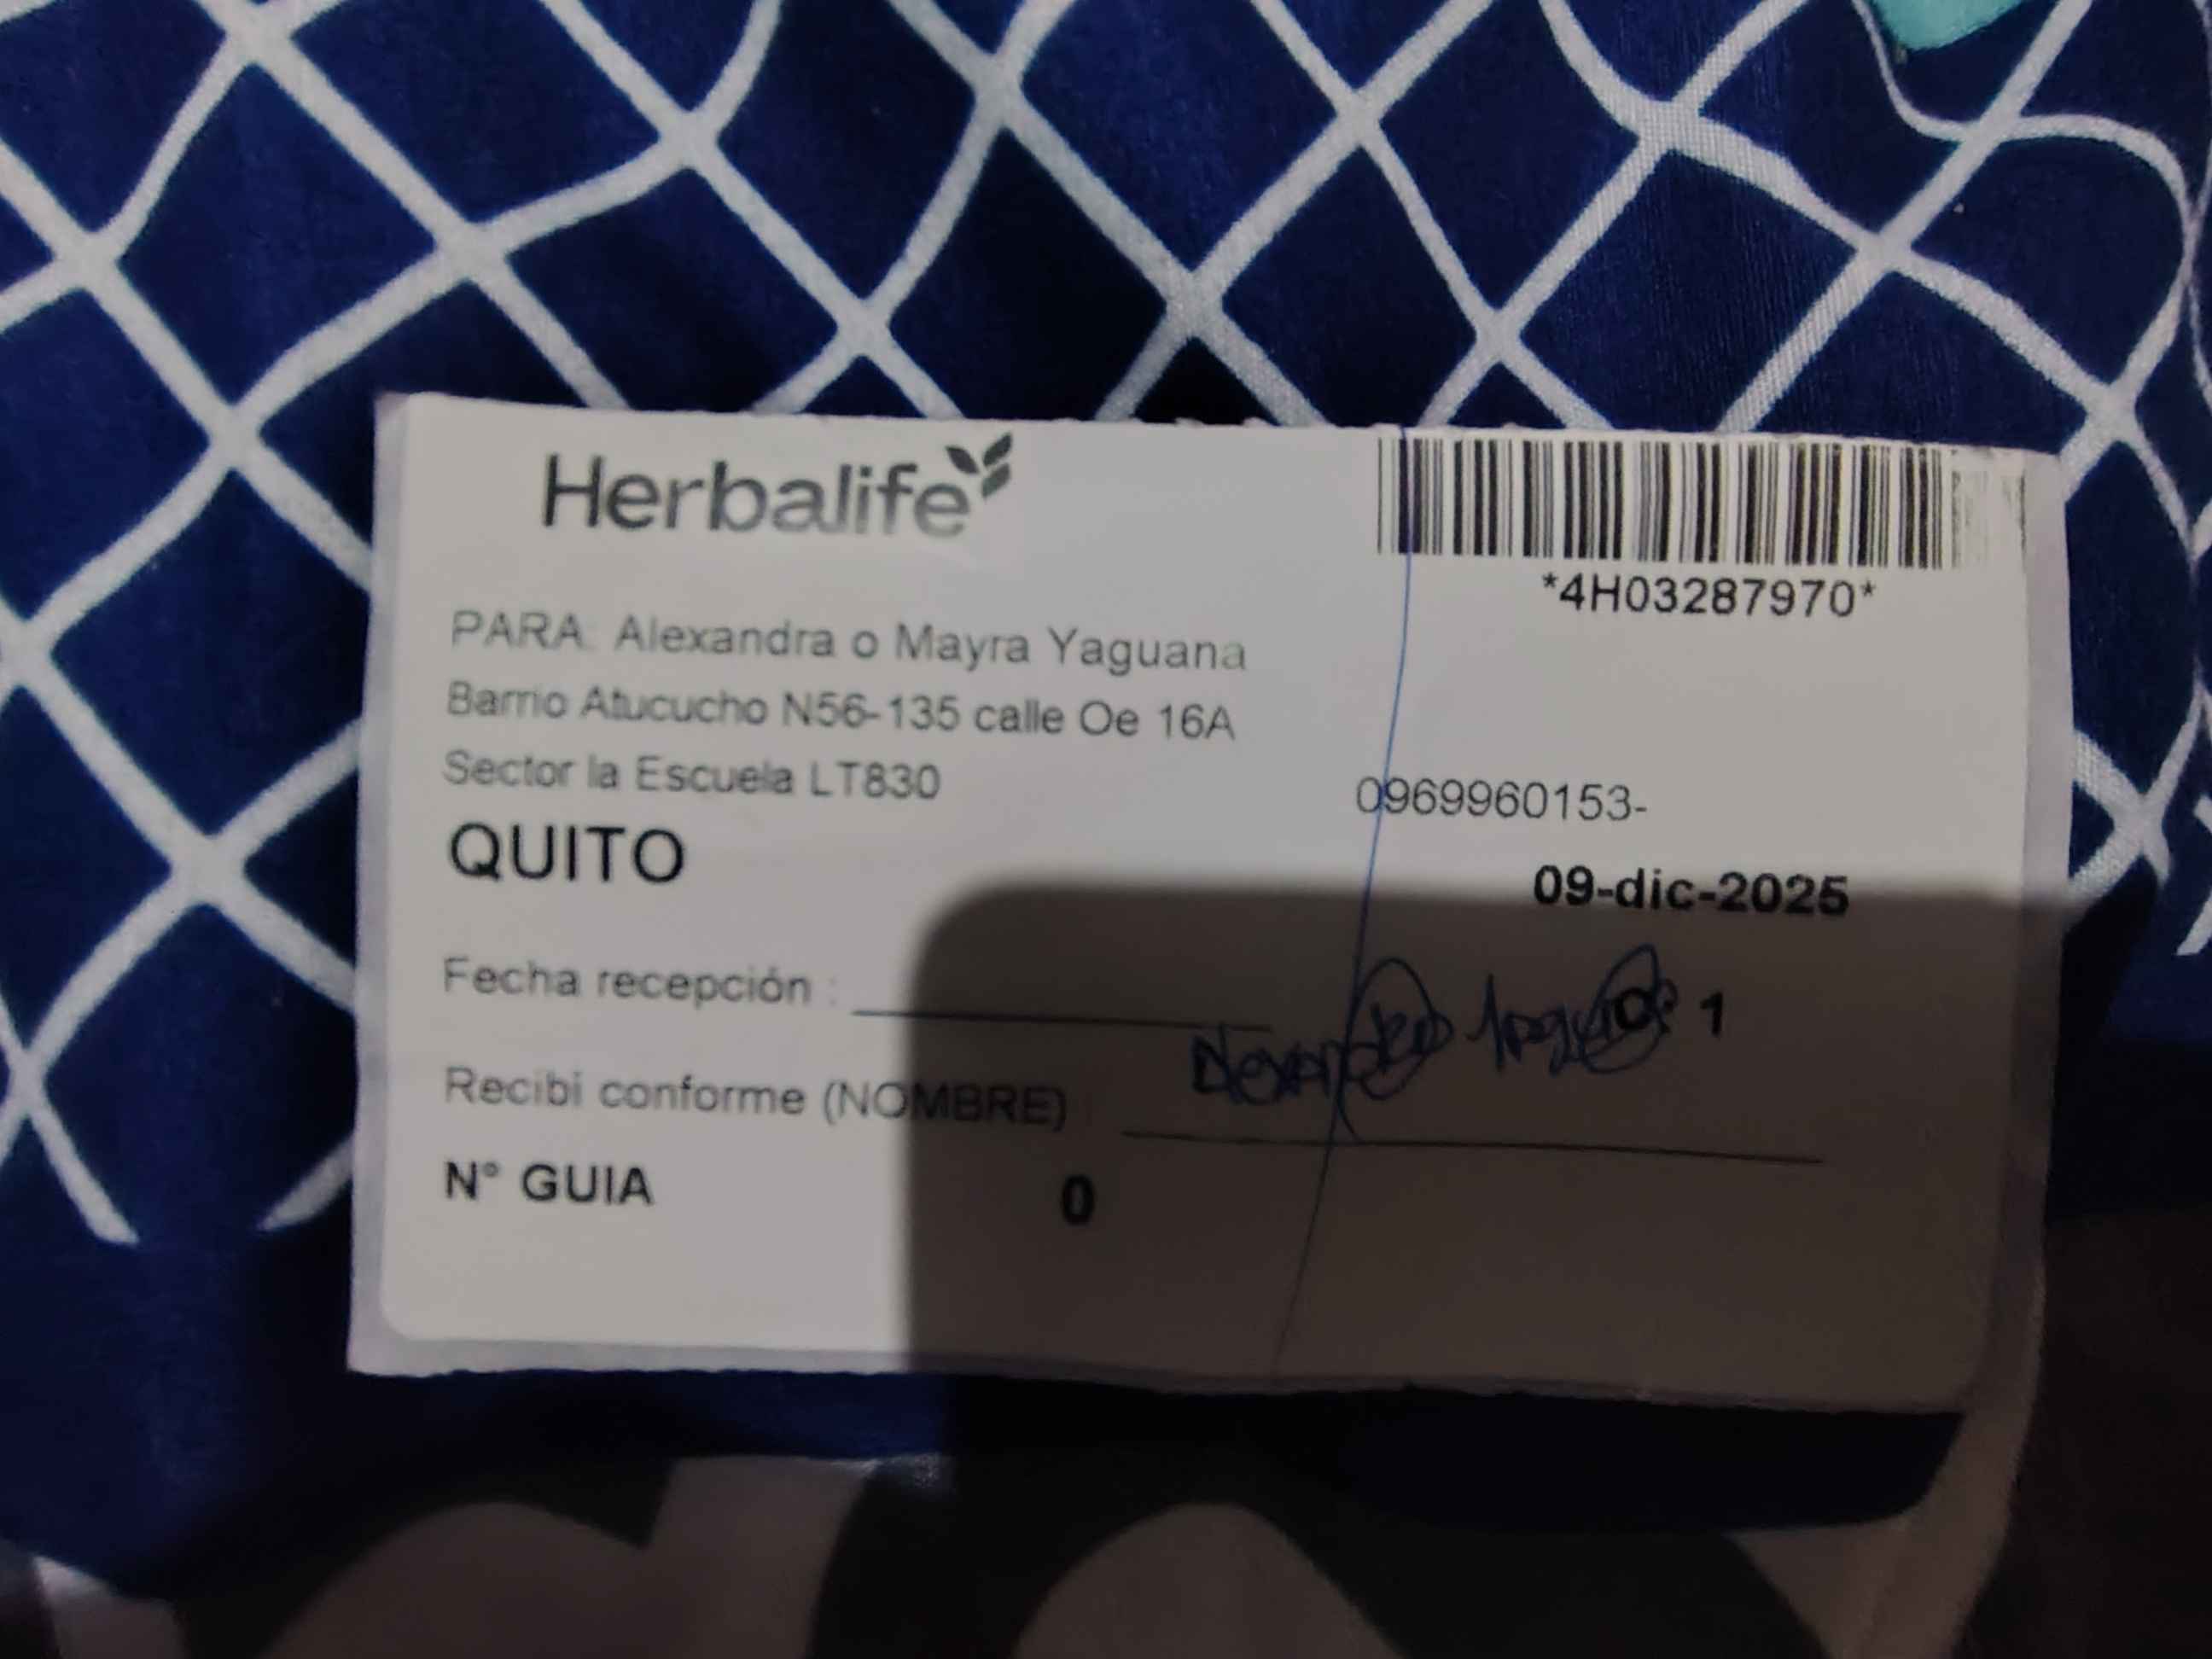 Herbalife
*4H03287970*
PARA: Alexandra o Mayra Yaguana
Barrio Atucucho N56-135 calle Oe 16A
Sector la Escuela LT830
0969960153-
QUITO
09-dic-2025
Fecha recepción :
1
Recibi conforme (NOMBRE)
N° GUIA 0